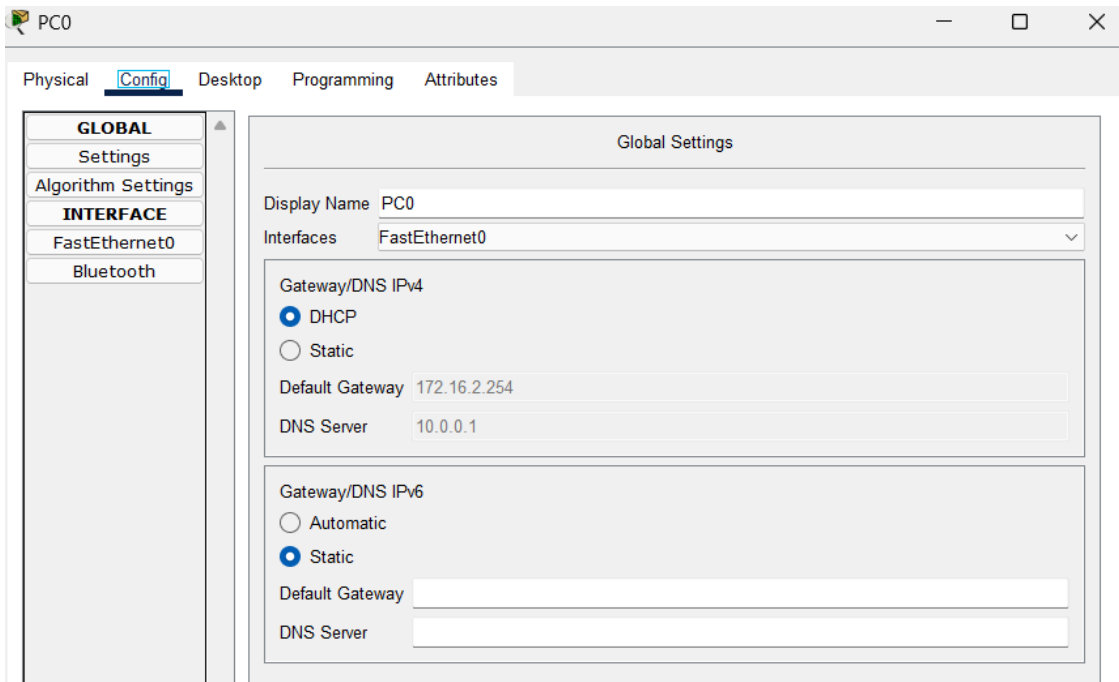 PC0
Physical Config Desktop Programming Attributes
GLOBAL
Settings
Algorithm Settings
INTERFACE
FastEthernet0
Bluetooth
Global Settings
Display Name PC0
Interfaces FastEthernet0
Gateway/DNS IPv4
DHCP
Static
Default Gateway 172.16.2.254
DNS Server 10.0.0.1
Gateway/DNS IPv6
Automatic
Static
Default Gateway
DNS Server